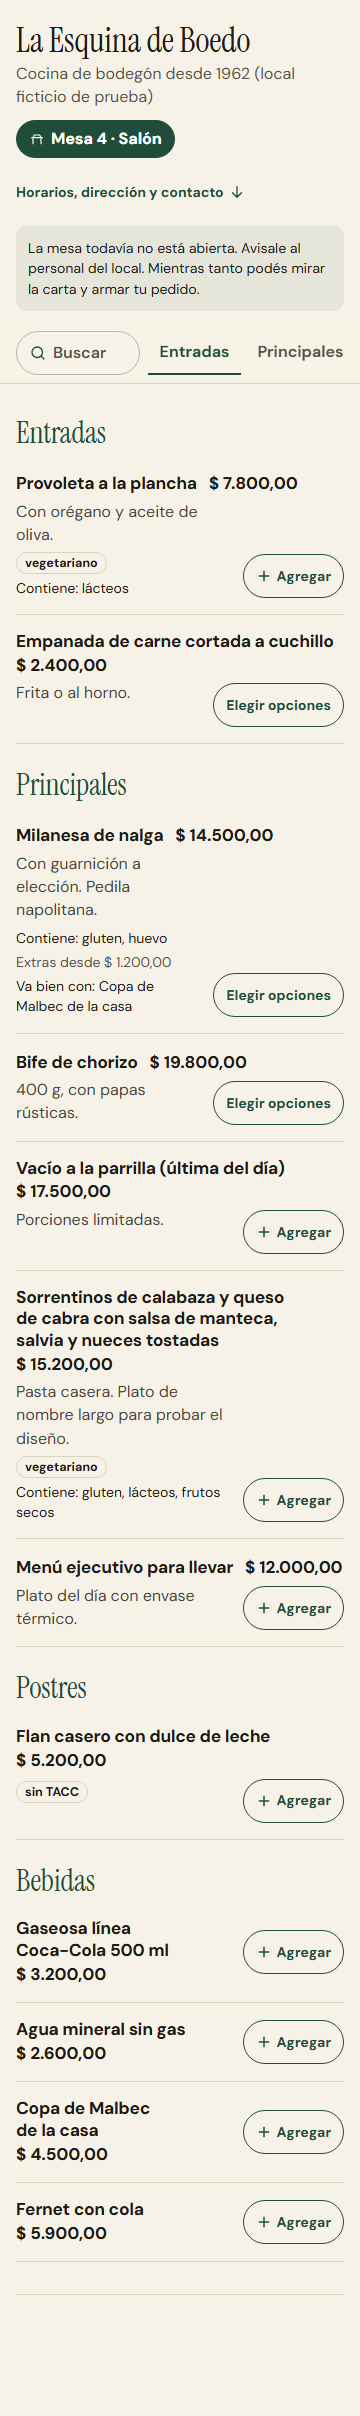 La Esquina de Boedo
Cocina de bodegón desde 1962 (local
ficticio de prueba)
Mesa 4 · Salón
Horarios, dirección y contacto ↓
La mesa todavía no está abierta. Avisale al
personal del local. Mientras tanto podés mirar
la carta y armar tu pedido.
Buscar Entradas Principales
Entradas
Provoleta a la plancha $ 7.800,00
Con orégano y aceite de
oliva.
vegetariano
Contiene: lácteos
+ Agregar
Empanada de carne cortada a cuchillo
$ 2.400,00
Frita o al horno.
Elegir opciones
Principales
Milanesa de nalga $ 14.500,00
Con guarnición a
elección. Pedila
napolitana.
Contiene: gluten, huevo
Extras desde $ 1.200,00
Va bien con: Copa de
Malbec de la casa
Elegir opciones
Bife de chorizo $ 19.800,00
400 g, con papas
rústicas.
Elegir opciones
Vacío a la parrilla (última del día)
$ 17.500,00
Porciones limitadas.
+ Agregar
Sorrentinos de calabaza y queso
de cabra con salsa de manteca,
salvia y nueces tostadas
$ 15.200,00
Pasta casera. Plato de
nombre largo para probar el
diseño.
vegetariano
Contiene: gluten, lácteos, frutos
secos
+ Agregar
Menú ejecutivo para llevar $ 12.000,00
Plato del día con envase
térmico.
+ Agregar
Postres
Flan casero con dulce de leche
$ 5.200,00
sin TACC
+ Agregar
Bebidas
Gaseosa línea
Coca-Cola 500 ml
$ 3.200,00
+ Agregar
Agua mineral sin gas
$ 2.600,00
+ Agregar
Copa de Malbec
de la casa
$ 4.500,00
+ Agregar
Fernet con cola
$ 5.900,00
+ Agregar